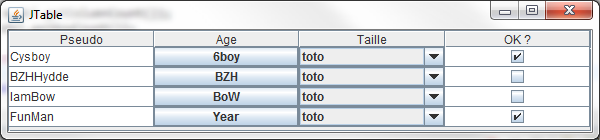 JTable
Pseudo Age Taille OK ?
Cysboy 6boy toto
BZHHydde BZH toto
IamBow BoW toto
FunMan Year toto